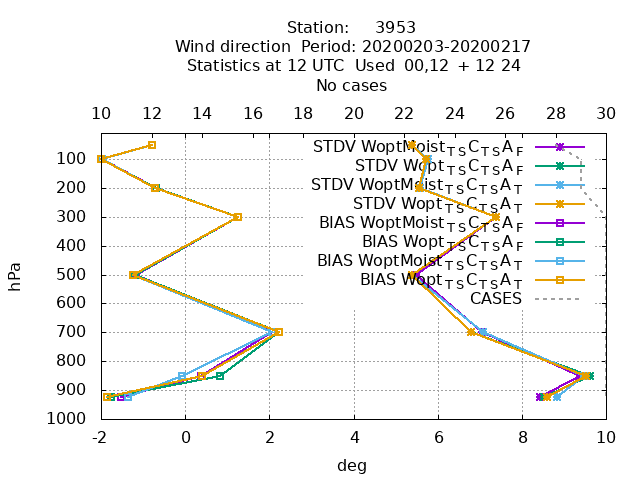 Station: 3953
Wind direction Period: 20200203-20200217
Statistics at 12 UTC Used 00,12 + 12 24
No cases
10 12 14 16 18 20 22 24 26 28 30
STDV WoptMoistTSCTSAF
100
STDV WoptTSCTSAF
STDV WoptMoistTSCTSAT
200
STDV WoptTSCTSAT
300
BIAS WoptMoistTSCTSAF
BIAS WoptTSCTSAF
400
BIAS WoptMoistTSCTSAT
hPa
500
BIAS WoptTSCTSAT
CASES
600
700
800
900
1000
-2 0 2 4 6 8 10
deg